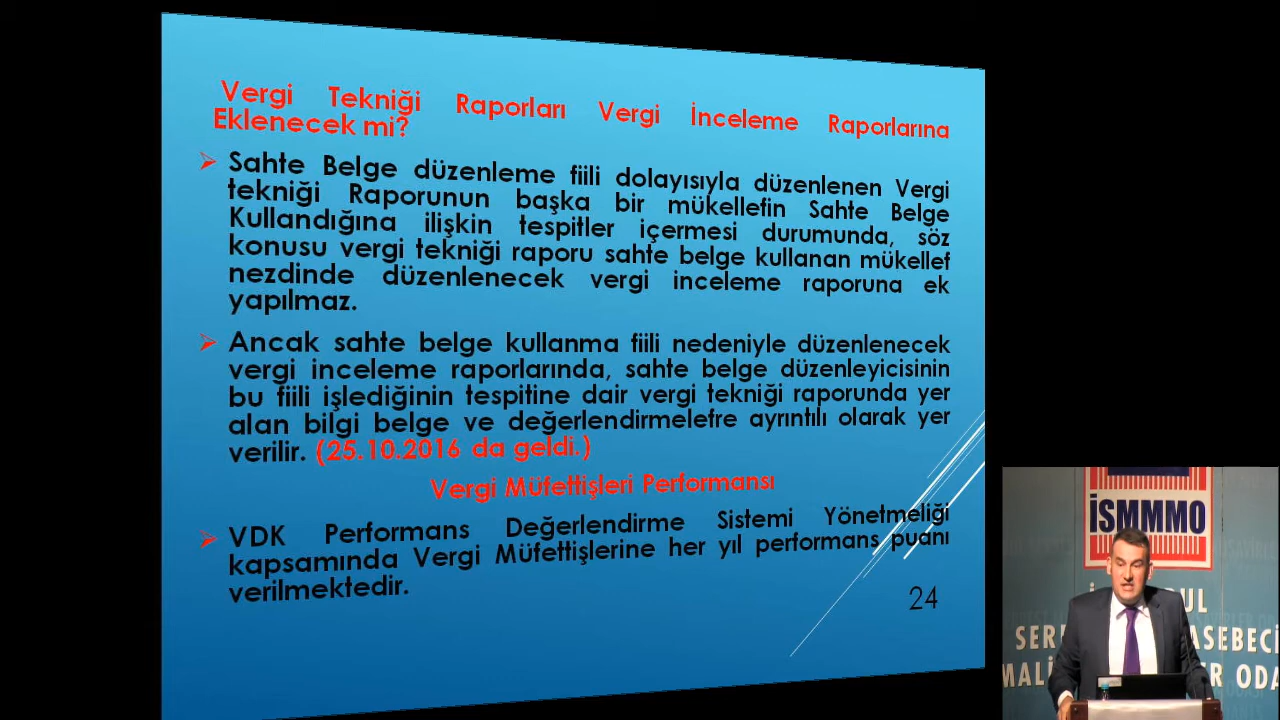 Vergi Tekniği Raporları Vergi İnceleme Raporlarına
Eklenecek mi?
Sahte Belge düzenleme fiili dolayısıyla düzenlenen Vergi
tekniği Raporunun başka bir mükellefin Sahte Belge
Kullandığına ilişkin tespitler içermesi durumunda, söz
konusu vergi tekniği raporu sahte belge kullanan mükellef
nezdinde düzenlenecek vergi inceleme raporuna ek
yapılmaz.
Ancak sahte belge kullanma fiili nedeniyle düzenlenecek
vergi inceleme raporlarında, sahte belge düzenleyicisinin
bu fiili işlediğinin tespitine dair vergi tekniği raporunda yer
alan bilgi belge ve değerlendirmelefre ayrıntılı olarak yer
verilir. (25.10.2016 da geldi.)
Vergi Müfettişleri Performansı
VDK Performans Değerlendirme Sistemi Yönetmeliği
kapsamında Vergi Müfettişlerine her yıl performans puanı
verilmektedir.
24
İSMMMO